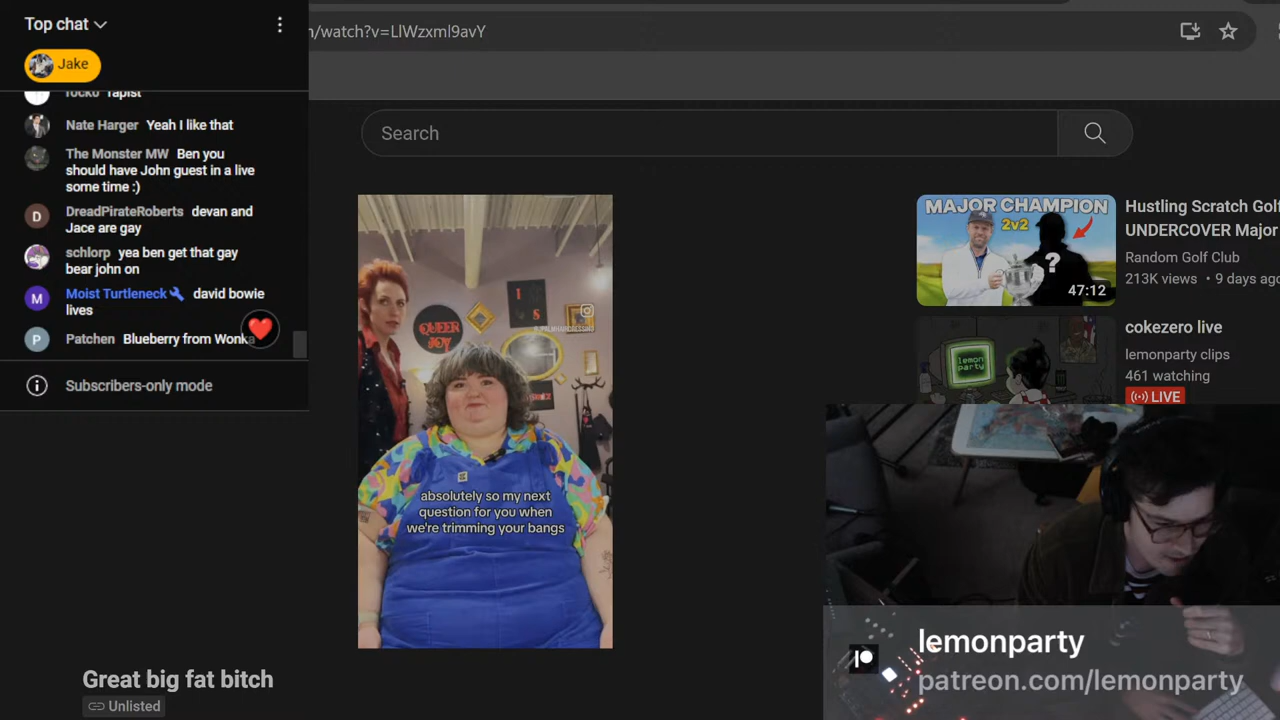 Top chat
n/watch?v=LlWzxml9avY
Jake
rocko Tapist
Nate Harger Yeah I like that
The Monster MW Ben you
should have John guest in a live
some time :)
DreadPirateRoberts devan and
Jace are gay
schlorp yea ben get that gay
bear john on
Moist Turtleneck david bowie
lives
Patchen Blueberry from Wonka
Subscribers-only mode
Search
QUEER
JOY
absolutely so my next
question for you when
we're trimming your bangs
MAJOR CHAMPION
2v2
?
47:12
Hustling Scratch Golf
UNDERCOVER Major
Random Golf Club
213K views • 9 days ago
lemon
party
cokezero live
lemonparty clips
461 watching
LIVE
D
M
P
lemonparty
patreon.com/lemonparty
Great big fat bitch
Unlisted